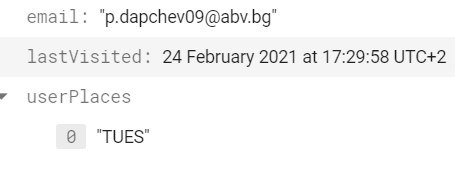 email: "p.dapchev09@abv.bg"
lastVisited: 24 February 2021 at 17:29:58 UTC+2
userPlaces
0 "TUES"